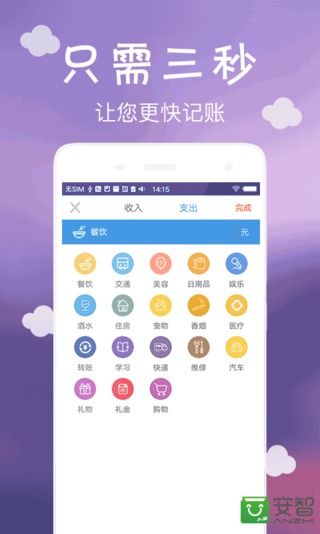 只需三秒
让您更快记账
无SIM 14:15
收入 支出 完成
餐饮 元
餐饮 交通 美容 日用品 娱乐
酒水 住房 宠物 香烟 医疗
转账 学习 快递 维修 汽车
礼物 礼金 购物
安智
ANZHI